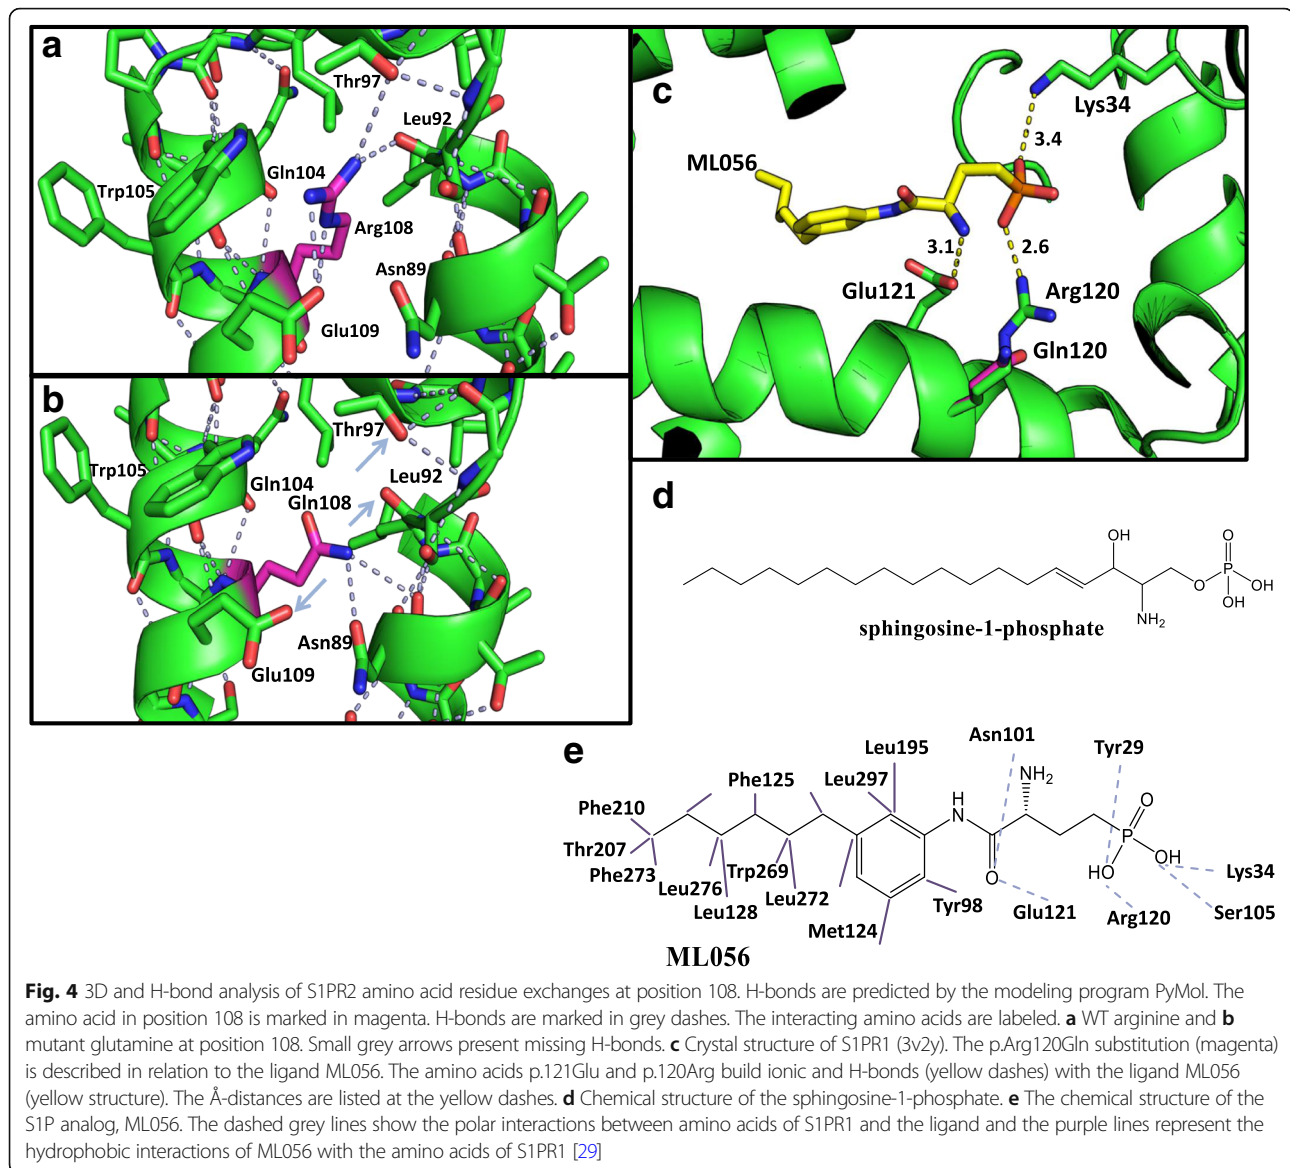 a
Thr97
Leu92
Gln104
Trp105
Arg108
Asn89
Glu109
b
Thr97
Trp105
Leu92
Gln104
Gln108
Asn89
Glu109
c
Lys34
3.4
ML056
3.1
2.6
Glu121
Arg120
Gln120
d
OH
O
O
P
OH
OH
NH2
sphingosine-1-phosphate
e
Asn101
Leu195
Tyr29
Phe125
Leu297
NH2
Phe210
H
N
O
P
Thr207
OH
Phe273
Trp269
O
HO
Lys34
Leu276
Leu272
Tyr98
Glu121
Arg120
Ser105
Leu128
Met124
ML056
Fig. 4 3D and H-bond analysis of S1PR2 amino acid residue exchanges at position 108. H-bonds are predicted by the modeling program PyMol. The
amino acid in position 108 is marked in magenta. H-bonds are marked in grey dashes. The interacting amino acids are labeled. a WT arginine and b
mutant glutamine at position 108. Small grey arrows present missing H-bonds. c Crystal structure of S1PR1 (3v2y). The p.Arg120Gln substitution (magenta)
is described in relation to the ligand ML056. The amino acids p.121Glu and p.120Arg build ionic and H-bonds (yellow dashes) with the ligand ML056
(yellow structure). The Å-distances are listed at the yellow dashes. d Chemical structure of the sphingosine-1-phosphate. e The chemical structure of the
S1P analog, ML056. The dashed grey lines show the polar interactions between amino acids of S1PR1 and the ligand and the purple lines represent the
hydrophobic interactions of ML056 with the amino acids of S1PR1 [29]